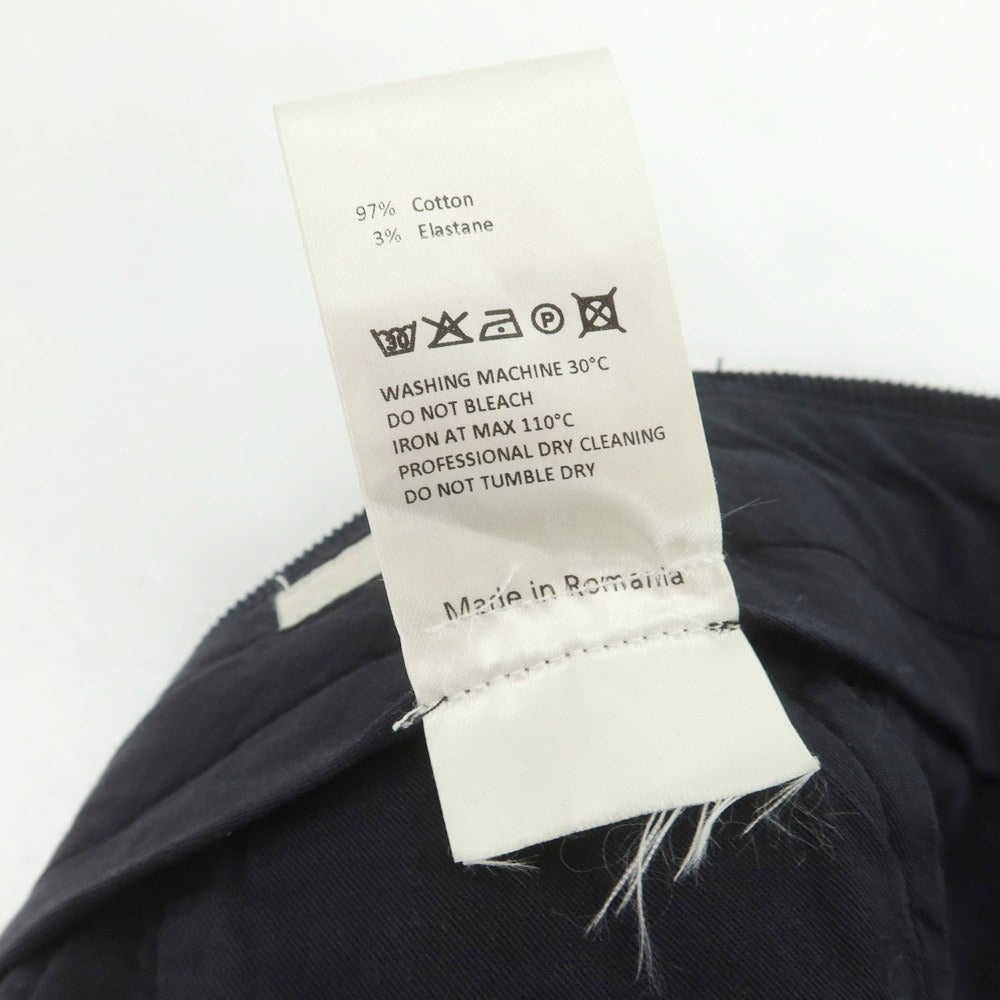 97% Cotton
3% Elastane
30 P
WASHING MACHINE 30°C
DO NOT BLEACH
IRON AT MAX 110°C
PROFESSIONAL DRY CLEANING
DO NOT TUMBLE DRY
Made in Romania